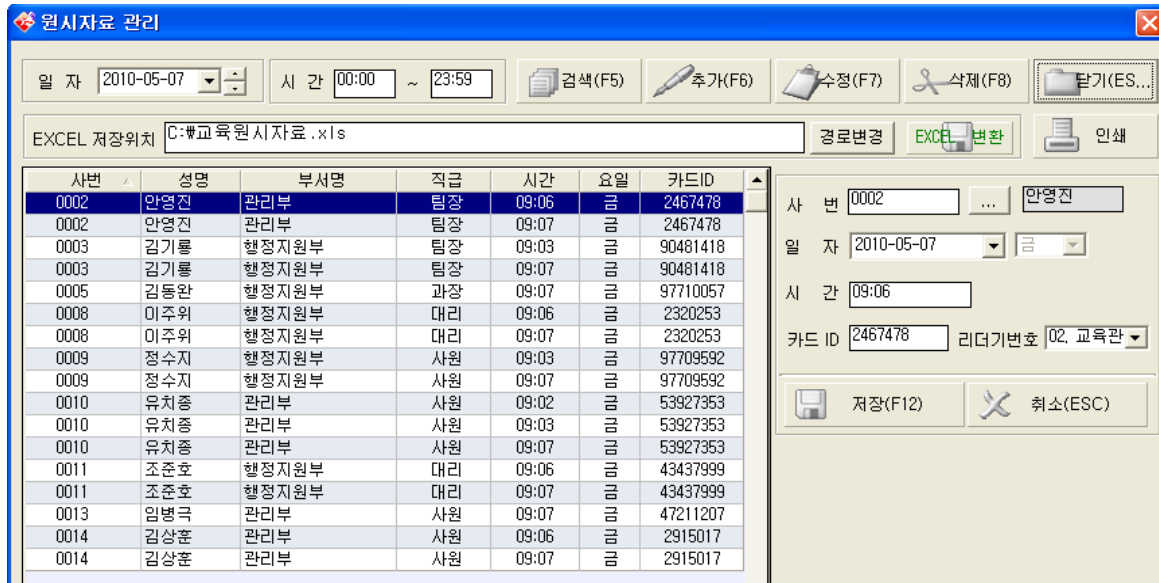 원시자료 관리
일 자 2010-05-07 시 간 00:00 ~ 23:59 검색(F5) 추가(F6) 수정(F7) 삭제(F8) 닫기(ES...
EXCEL 저장위치 C:#교육원시자료.xls 경로변경 EXCEL 변환 인쇄
사번 성명 부서명 직급 시간 요일 카드ID
0002 안영진 관리부 팀장 09:06 금 2467478
0002 안영진 관리부 팀장 09:07 금 2467478
0003 김기룡 행정지원부 팀장 09:03 금 90481418
0003 김기룡 행정지원부 팀장 09:07 금 90481418
0005 김동완 행정지원부 과장 09:07 금 97710057
0008 이주위 행정지원부 대리 09:06 금 2320253
0008 이주위 행정지원부 대리 09:07 금 2320253
0009 정수지 행정지원부 사원 09:03 금 97709592
0009 정수지 행정지원부 사원 09:07 금 97709592
0010 유치종 관리부 사원 09:02 금 53927353
0010 유치종 관리부 사원 09:03 금 53927353
0010 유치종 관리부 사원 09:07 금 53927353
0011 조준호 행정지원부 대리 09:06 금 43437999
0011 조준호 행정지원부 대리 09:07 금 43437999
0013 임병극 관리부 사원 09:07 금 47211207
0014 김상훈 관리부 사원 09:06 금 2915017
0014 김상훈 관리부 사원 09:07 금 2915017
사 번 0002 ... 안영진
일 자 2010-05-07 금
시 간 09:06
카드 ID 2467478 리더기번호 02, 교육관
저장(F12) 취소(ESC)